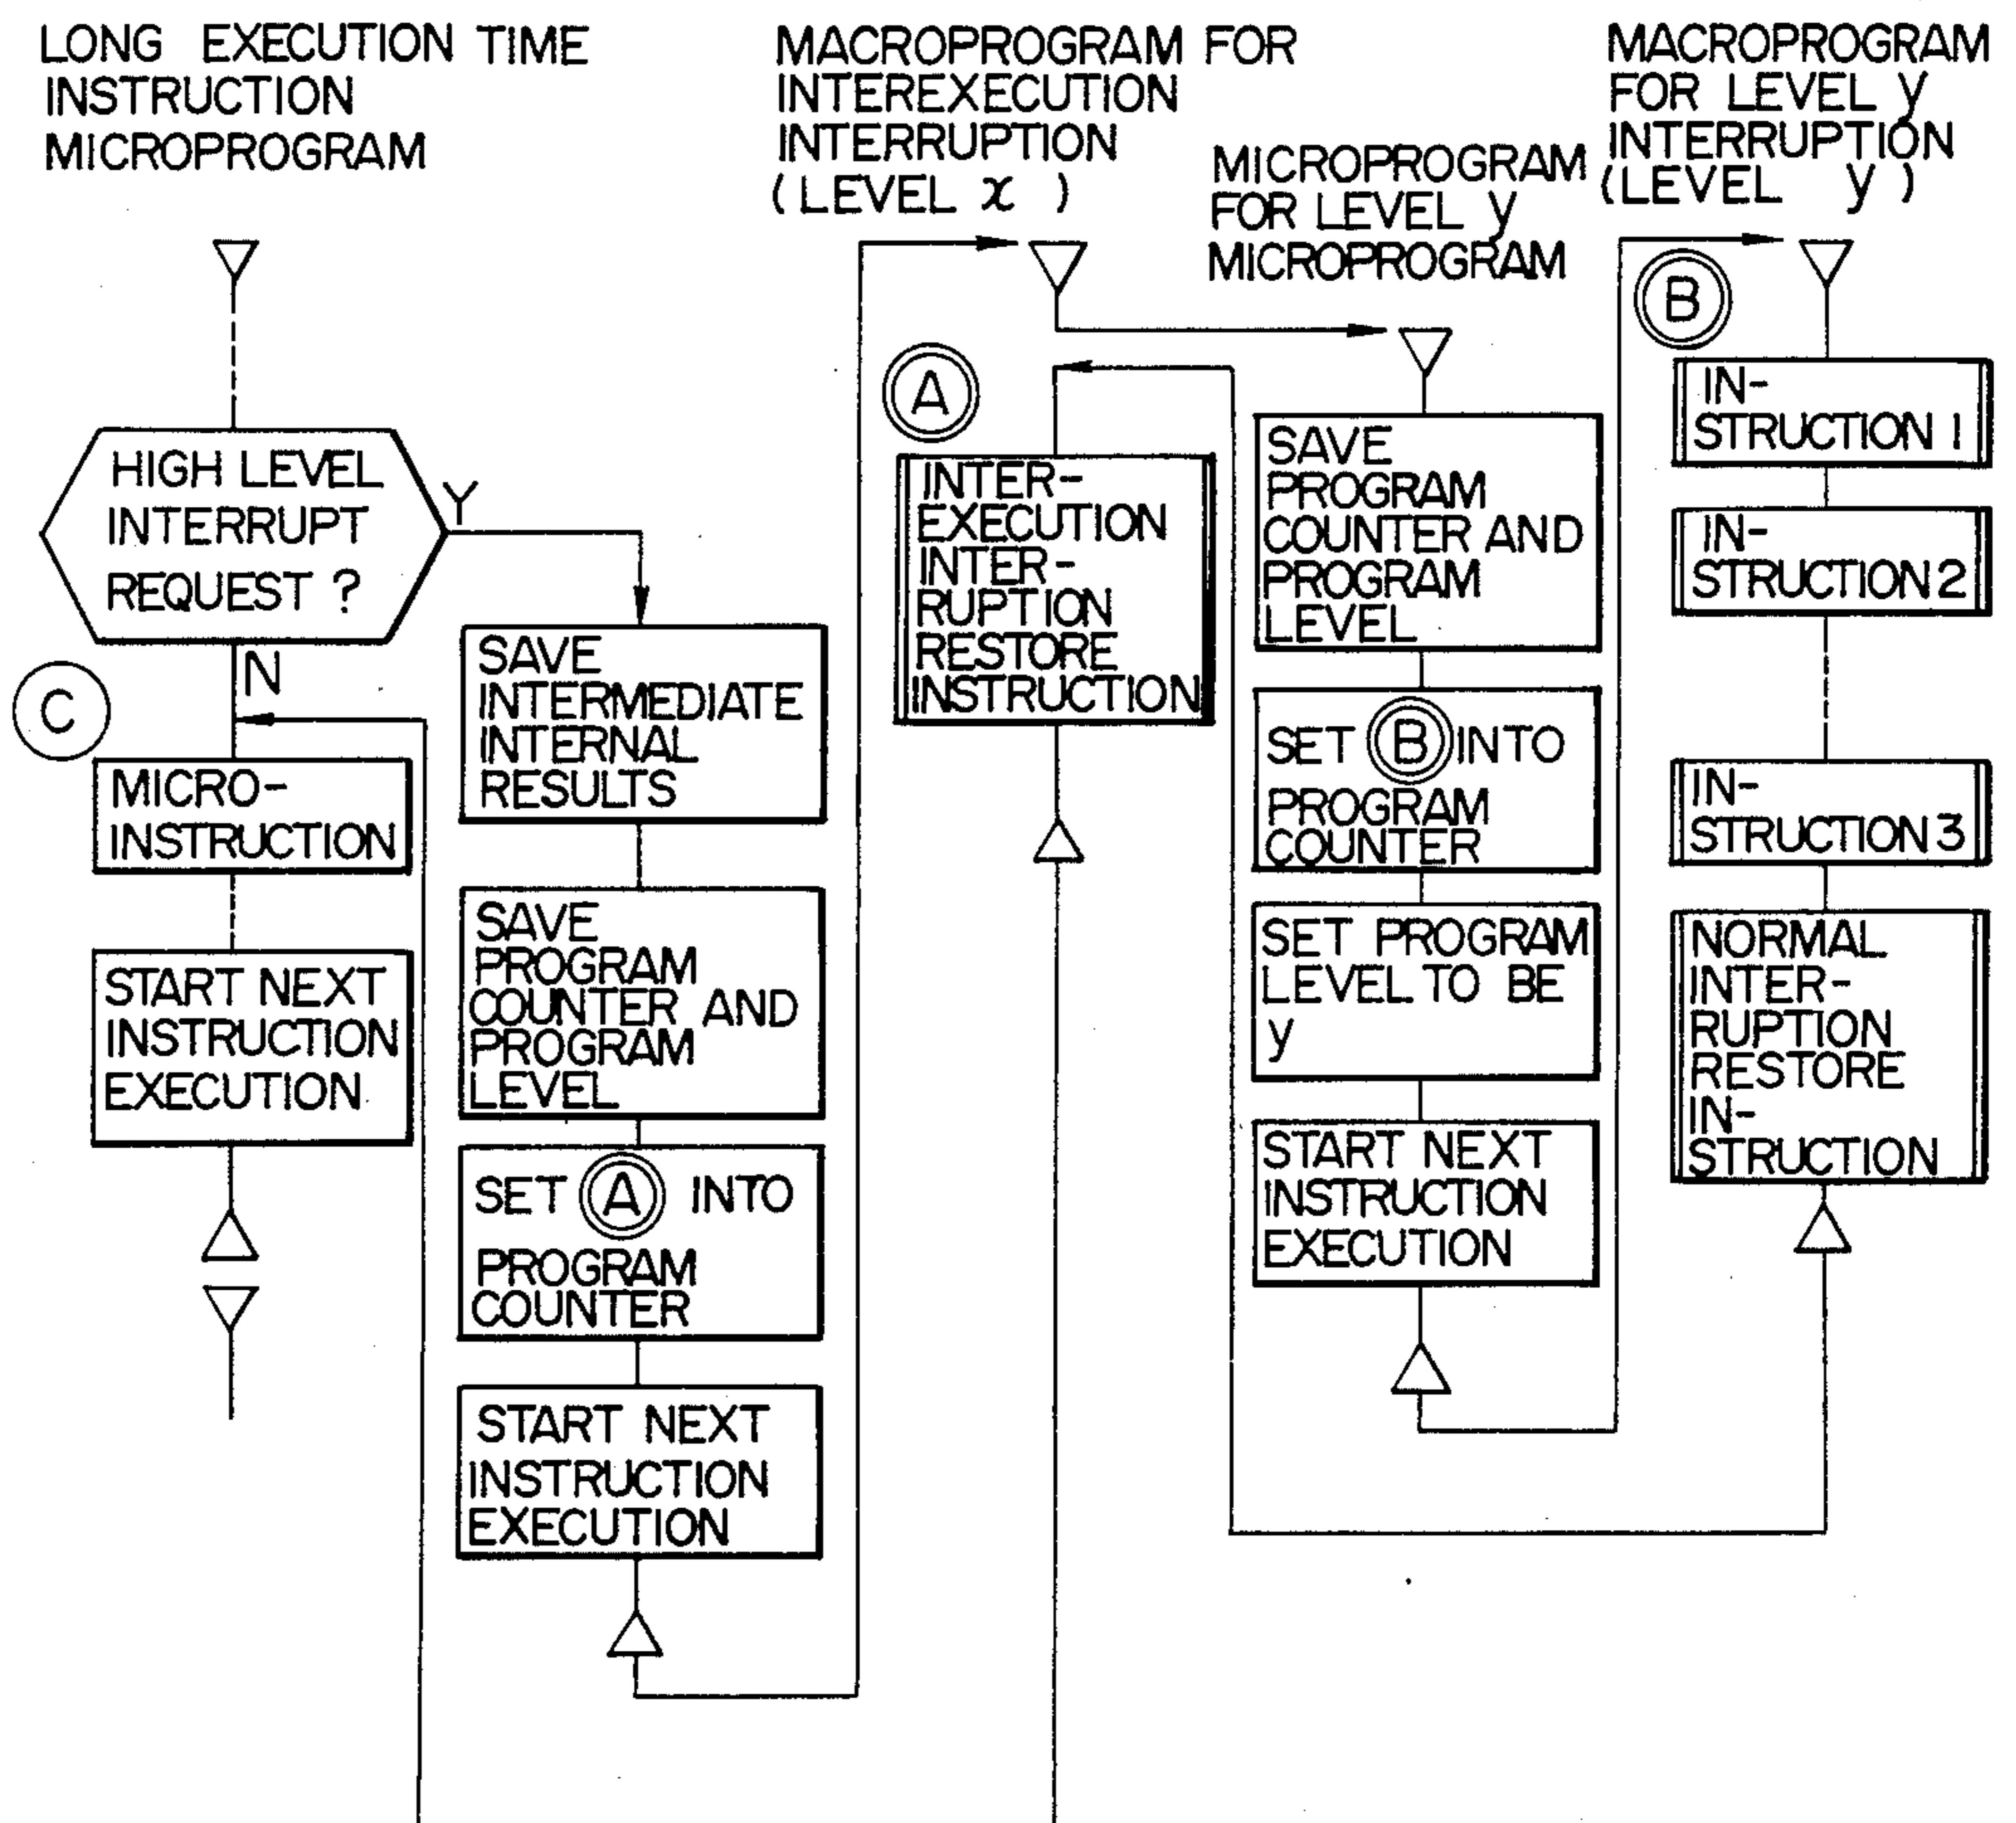 LONG EXECUTION TIME
INSTRUCTION
MICROPROGRAM
HIGH LEVEL
INTERRUPT
REQUEST ?
Y
N
C
MICRO-
INSTRUCTION
START NEXT
INSTRUCTION
EXECUTION
SAVE
INTERMEDIATE
INTERNAL
RESULTS
SAVE
PROGRAM
COUNTER AND
PROGRAM
LEVEL
SET A INTO
PROGRAM
COUNTER
START NEXT
INSTRUCTION
EXECUTION
MACROPROGRAM FOR
INTEREXECUTION
INTERRUPTION
(LEVEL x )
A
INTER-
EXECUTION
INTER-
RUPTION
RESTORE
INSTRUCTION
MICROPROGRAM
FOR LEVEL y
MICROPROGRAM
SAVE
PROGRAM
COUNTER AND
PROGRAM
LEVEL
SET B INTO
PROGRAM
COUNTER
SET PROGRAM
LEVEL TO BE
y
START NEXT
INSTRUCTION
EXECUTION
MACROPROGRAM
FOR LEVEL y
INTERRUPTION
(LEVEL y )
B
IN-
STRUCTION 1
IN-
STRUCTION 2
IN-
STRUCTION 3
NORMAL
INTER-
RUPTION
RESTORE
IN-
STRUCTION